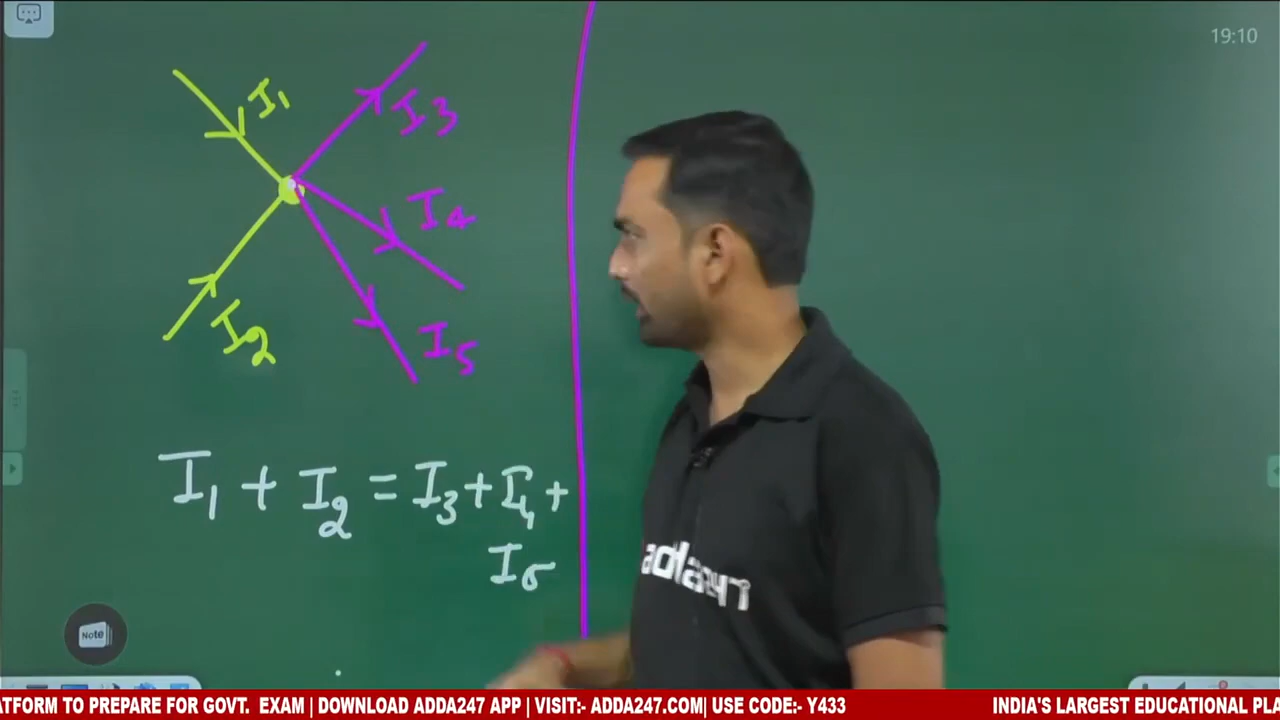 19:10
I1
I3
I4
I2
I5
I1 + I2 = I3 + I4 +
I5
Note
adda247
ATFORM TO PREPARE FOR GOVT. EXAM | DOWNLOAD ADDA247 APP | VISIT:- ADDA247.COM| USE CODE:- Y433 INDIA'S LARGEST EDUCATIONAL PLA